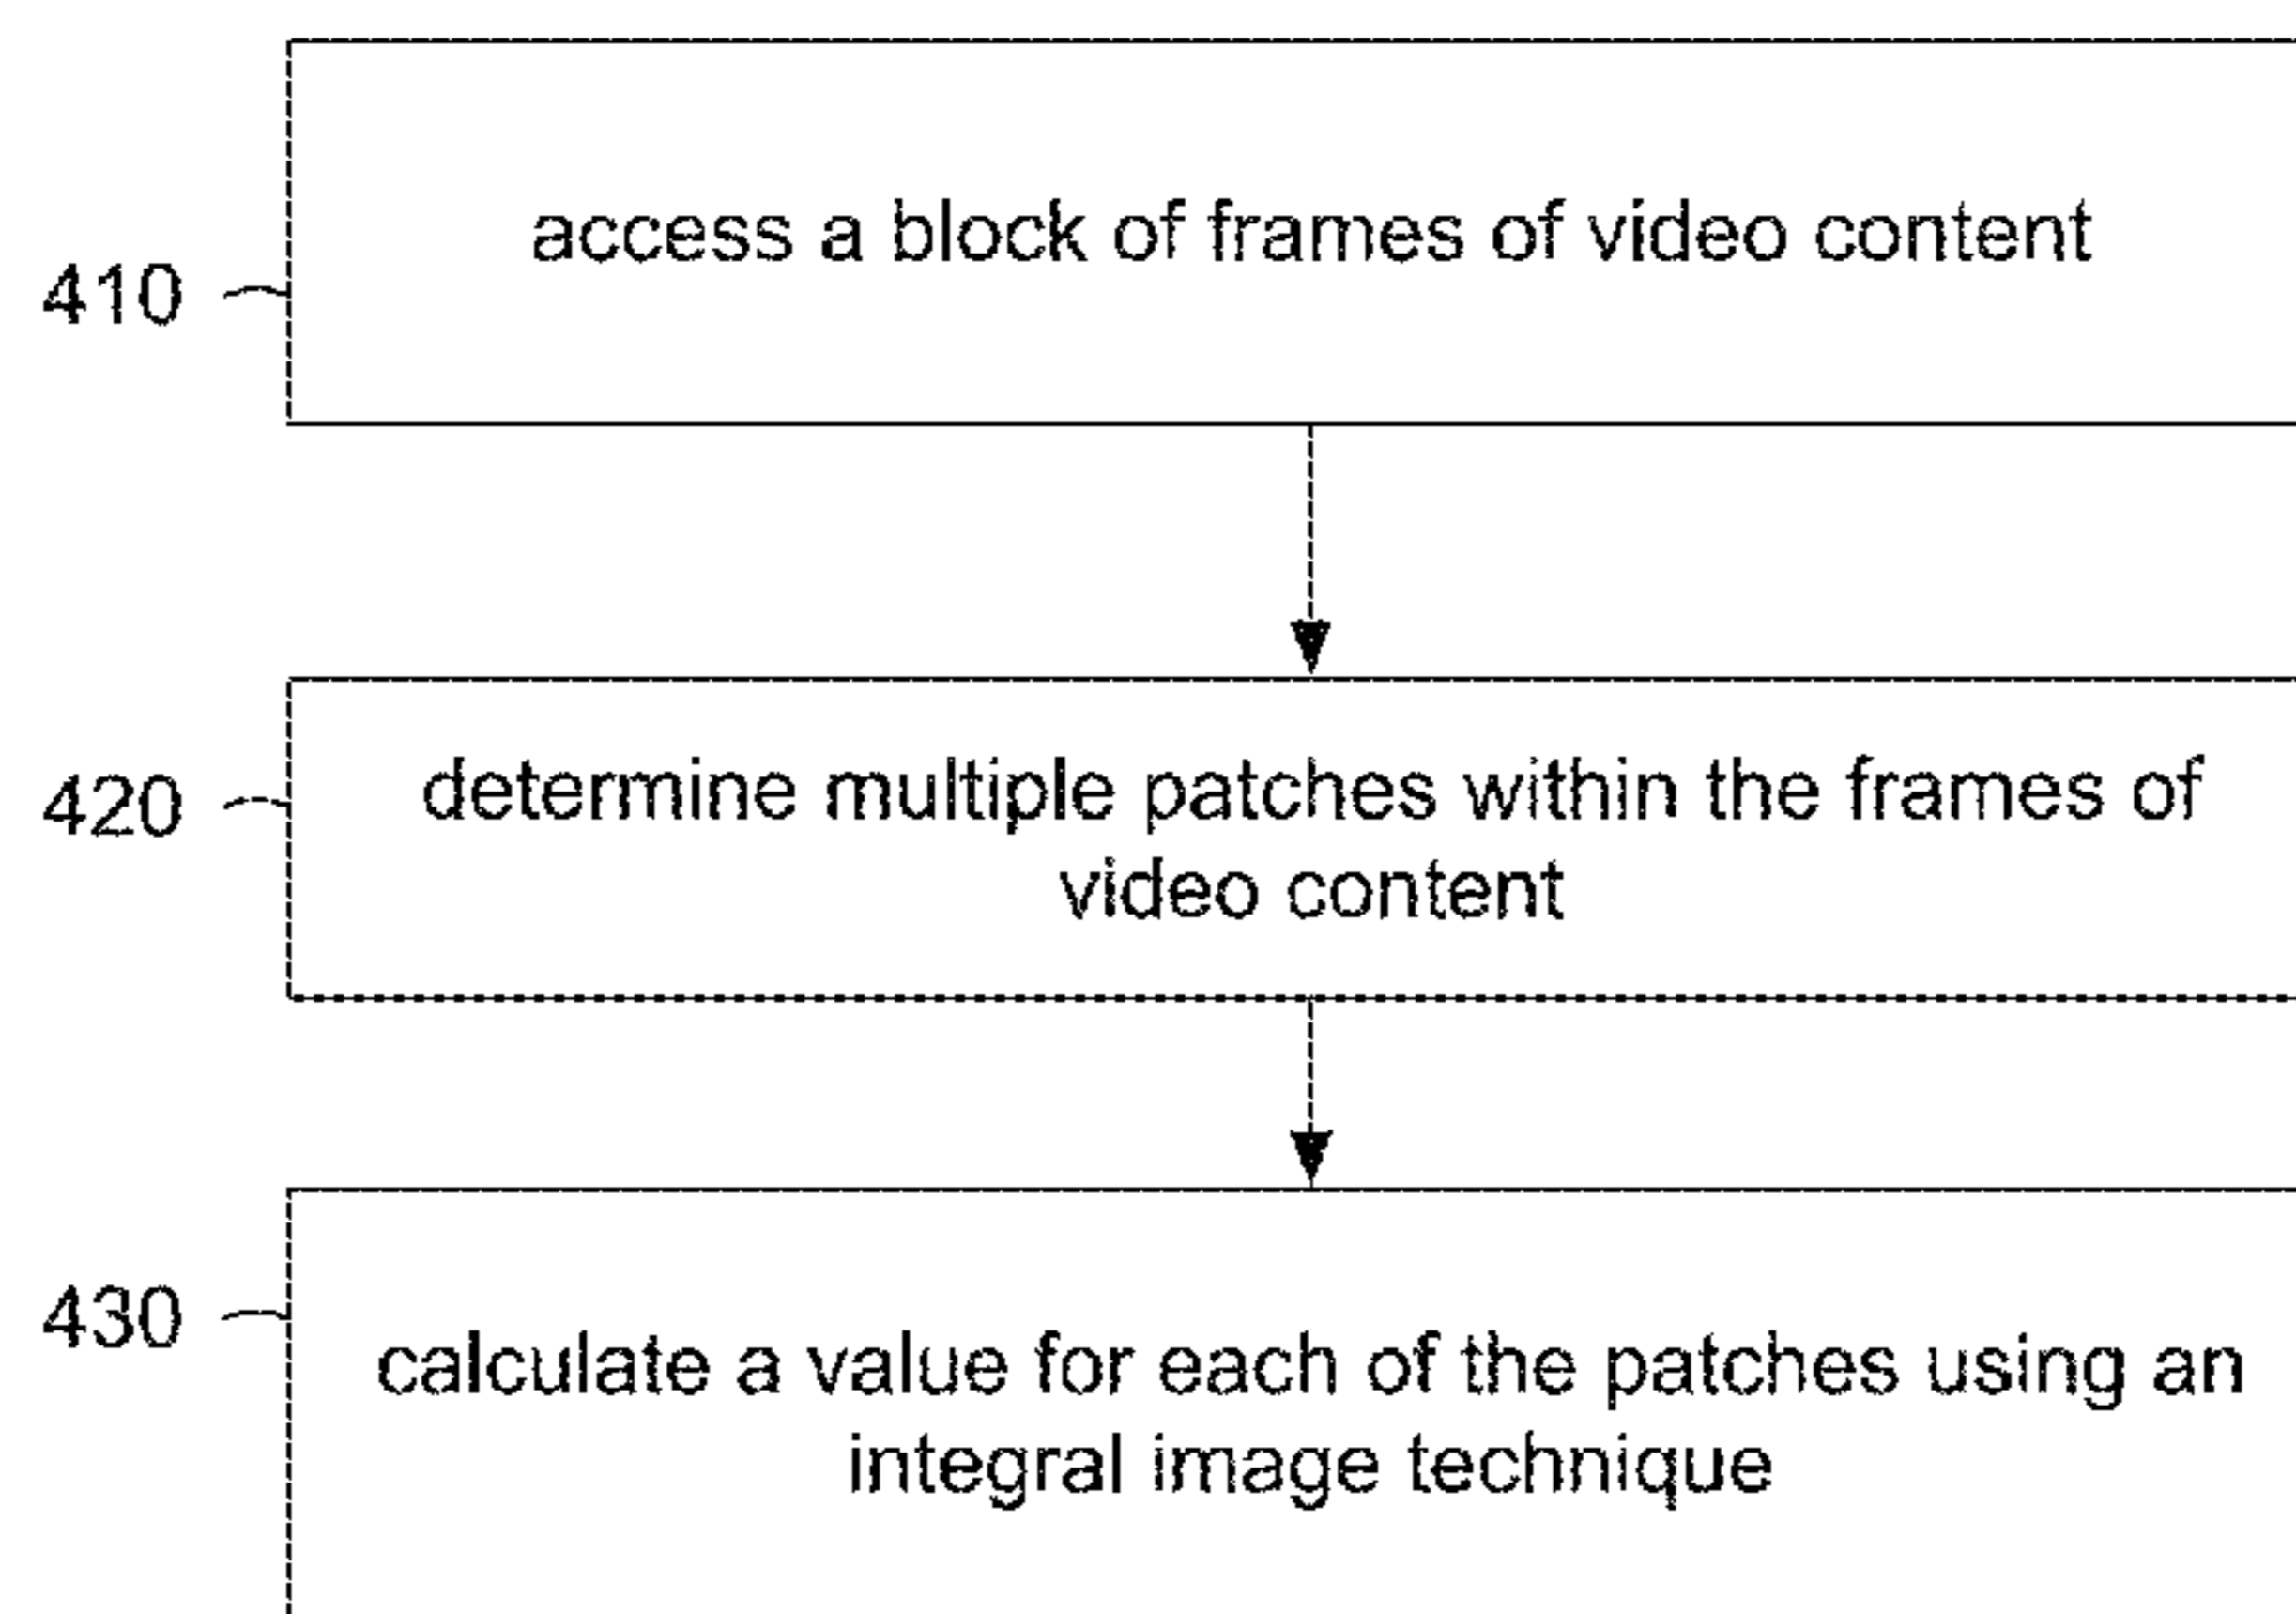 access a block of frames of video content
410
determine multiple patches within the frames of
video content
420
calculate a value for each of the patches using an
integral image technique
430